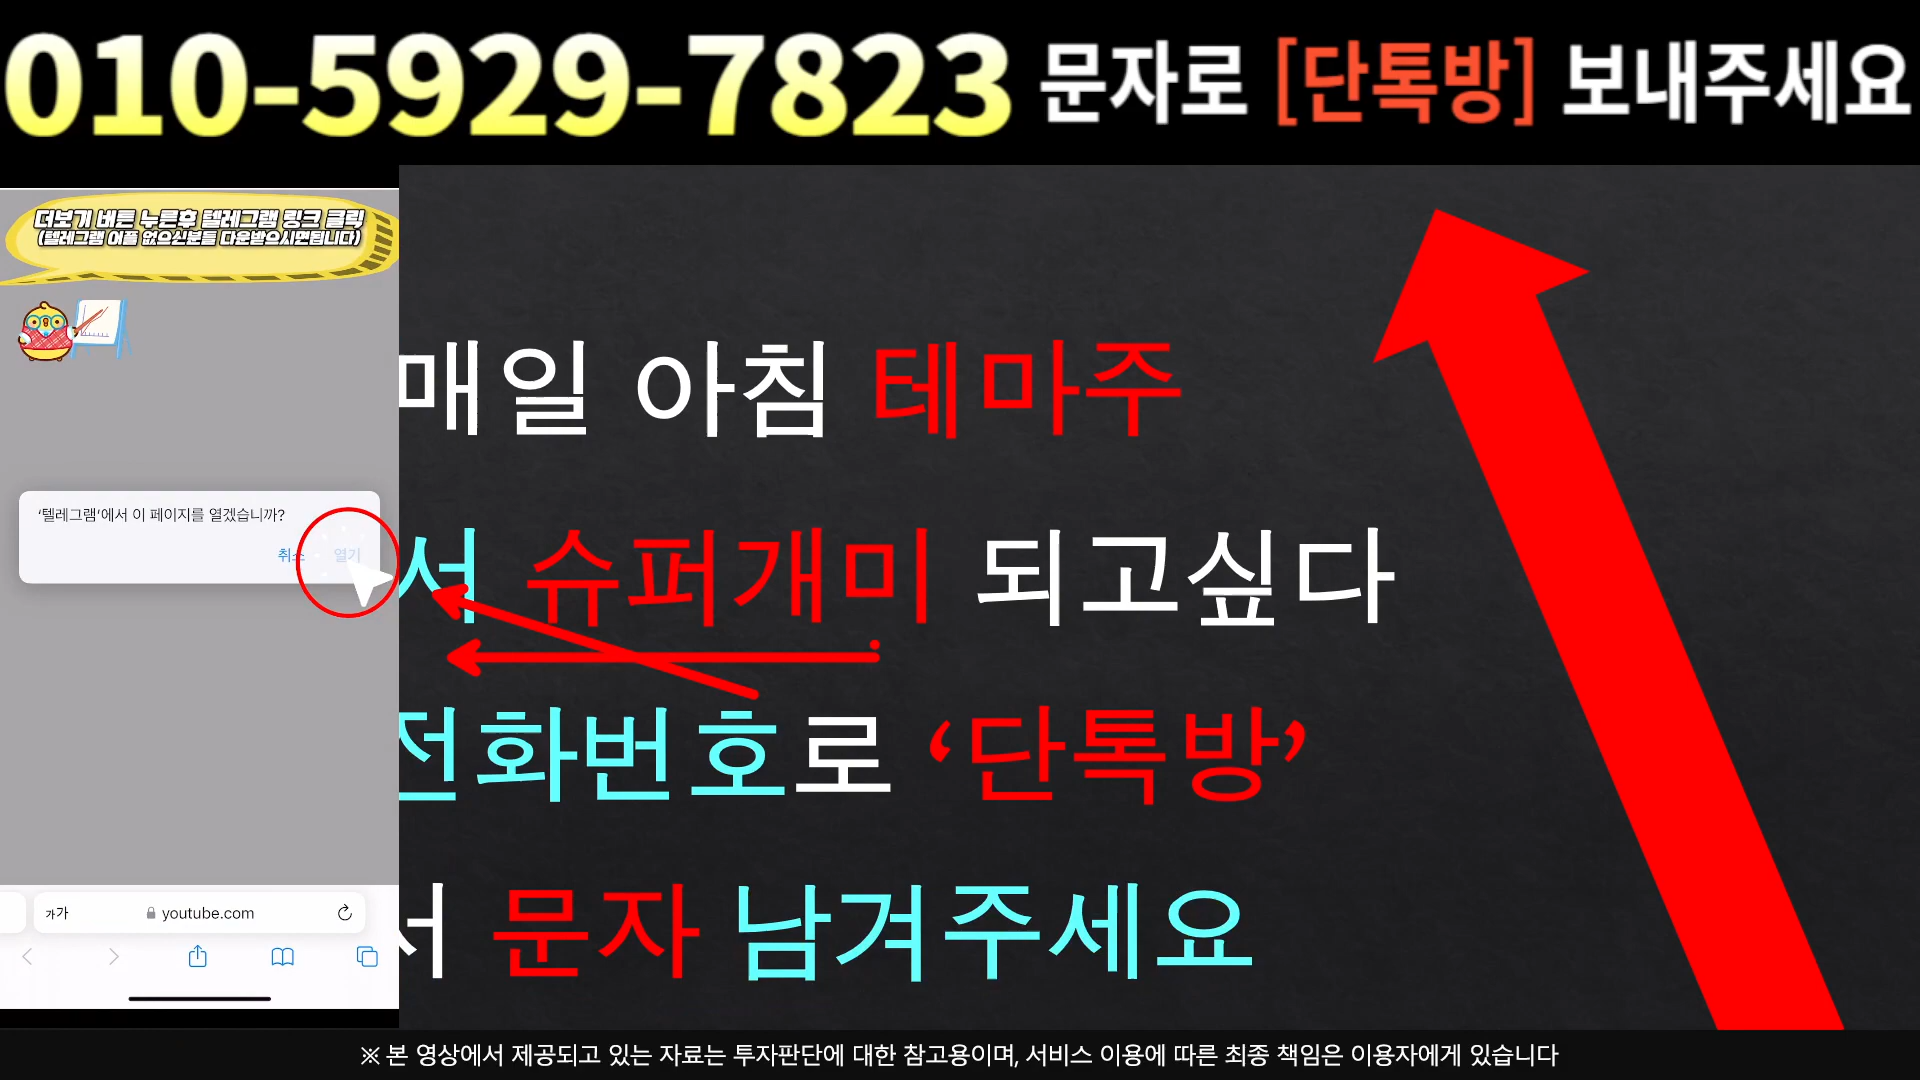 010-5929-7823 문자로 [단톡방] 보내주세요
더보기 버튼 누른후 텔레그램 링크 클릭
(텔레그램 어플 없으신분들 다운받으시면됩니다)
매일 아침 테마주
서 슈퍼개미 되고싶다
전화번호로 ‘단톡방’
서 문자 남겨주세요
‘텔레그램’에서 이 페이지를 열겠습니까?
취소 열기
가가 youtube.com
※ 본 영상에서 제공되고 있는 자료는 투자판단에 대한 참고용이며, 서비스 이용에 따른 최종 책임은 이용자에게 있습니다